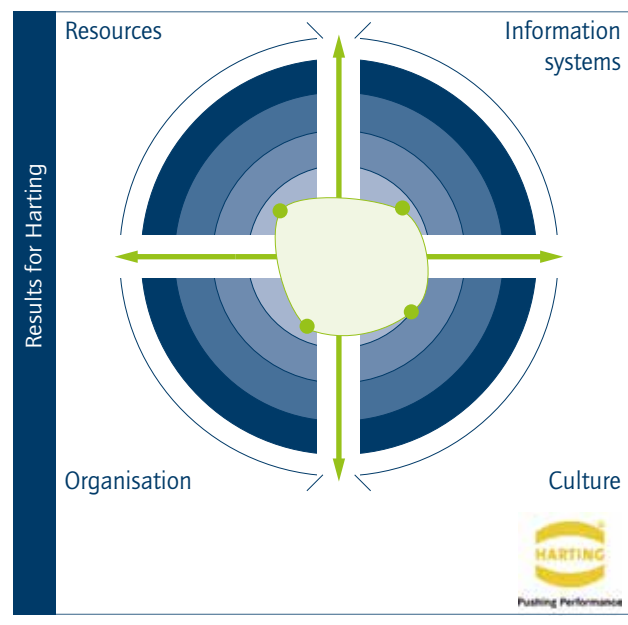 Results for Harting
Resources
Information
systems
Organisation
Culture
HARTING
Pushing Performance